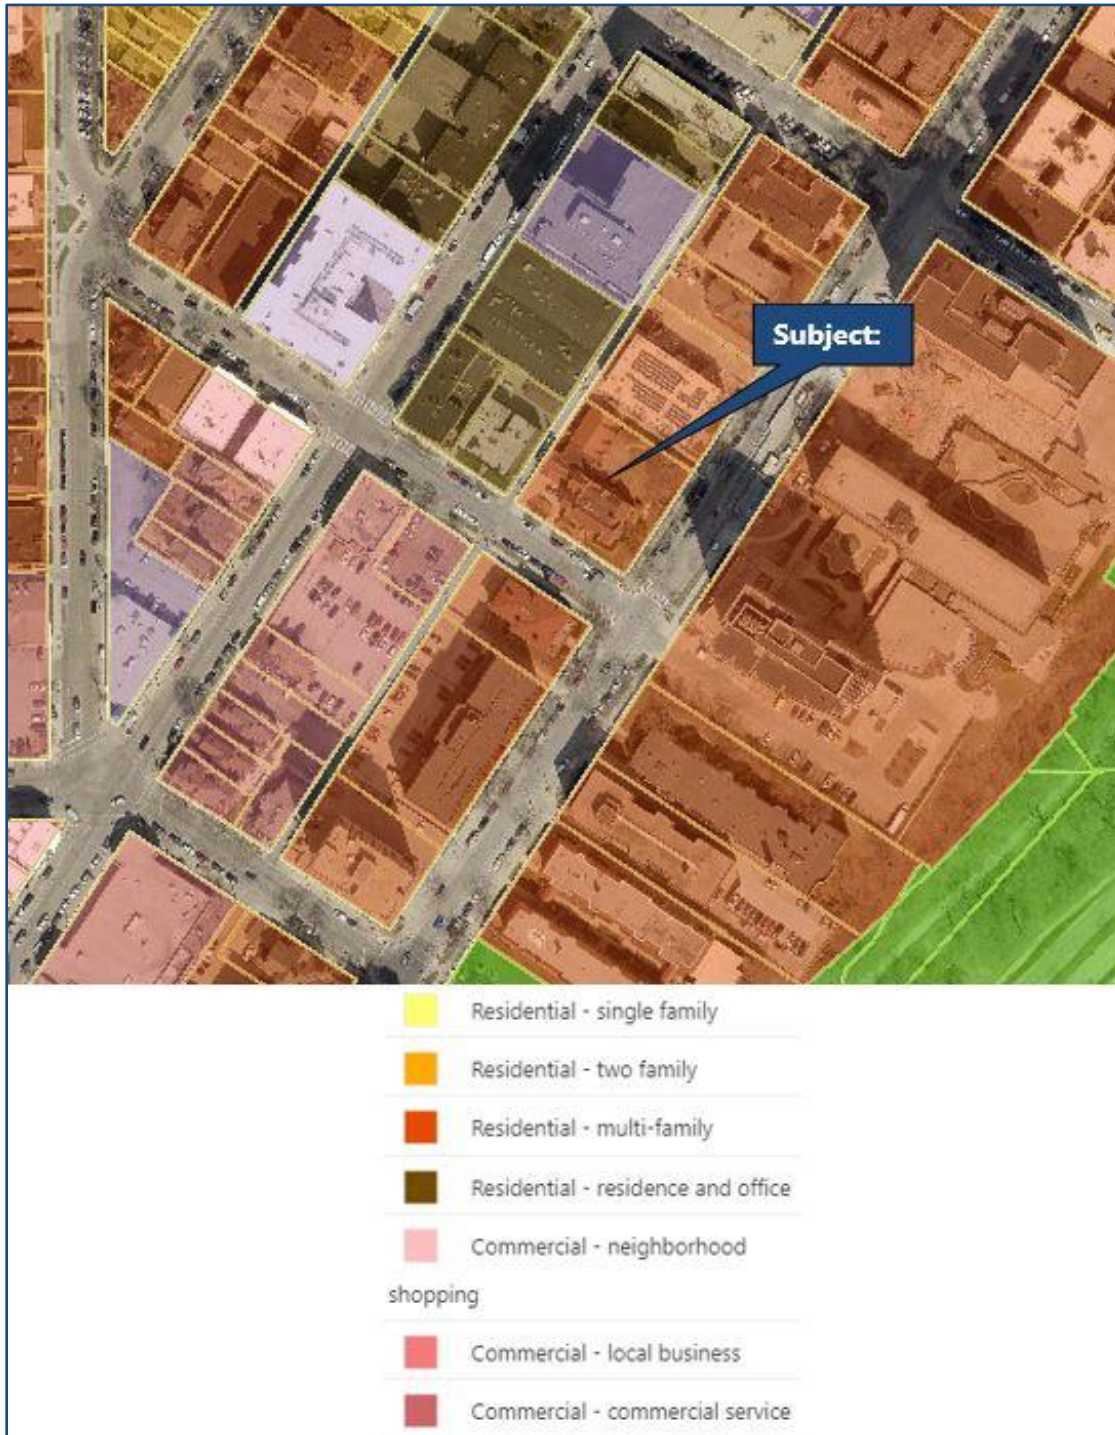 Subject:
Residential - single family
Residential - two family
Residential - multi-family
Residential - residence and office
Commercial - neighborhood
shopping
Commercial - local business
Commercial - commercial service